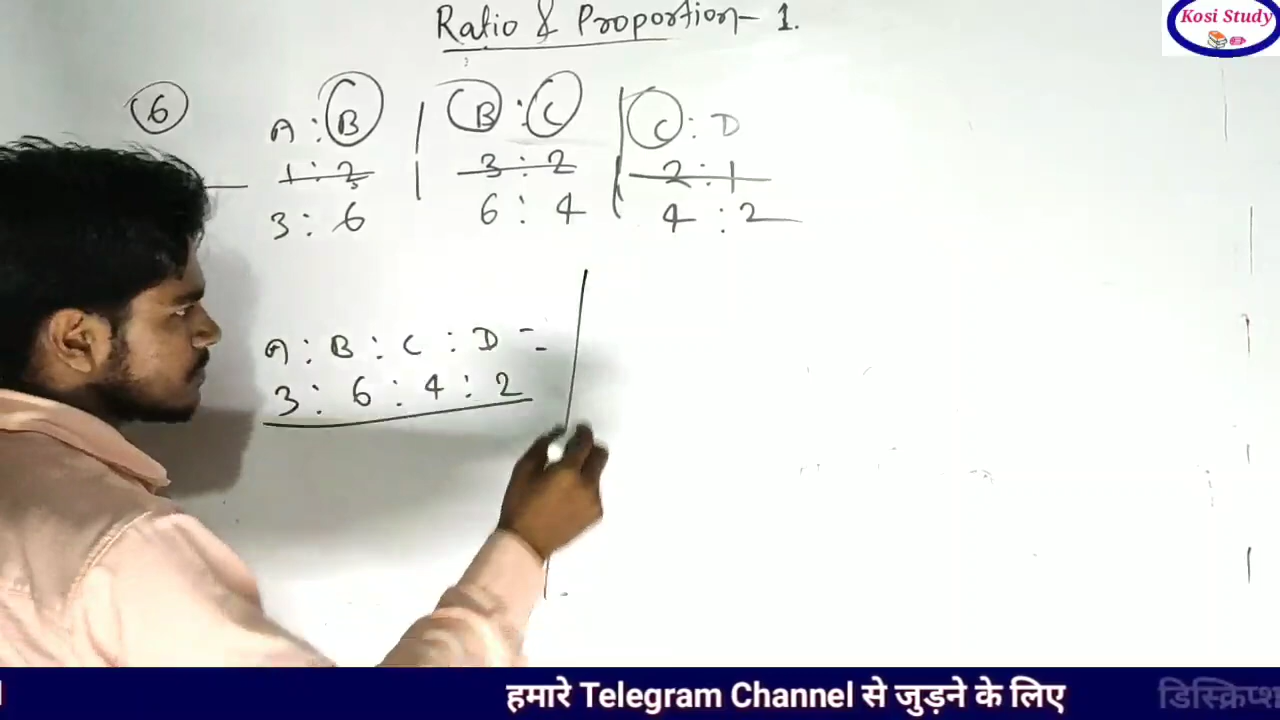 Ratio & Proportion - 1.
Kosi Study
6
A : B | B : C | C : D
1 : 2 3 : 2 2 : 1
3 : 6 6 : 4 4 : 2
A : B : C : D =
3 : 6 : 4 : 2
हमारे Telegram Channel से जुड़ने के लिए